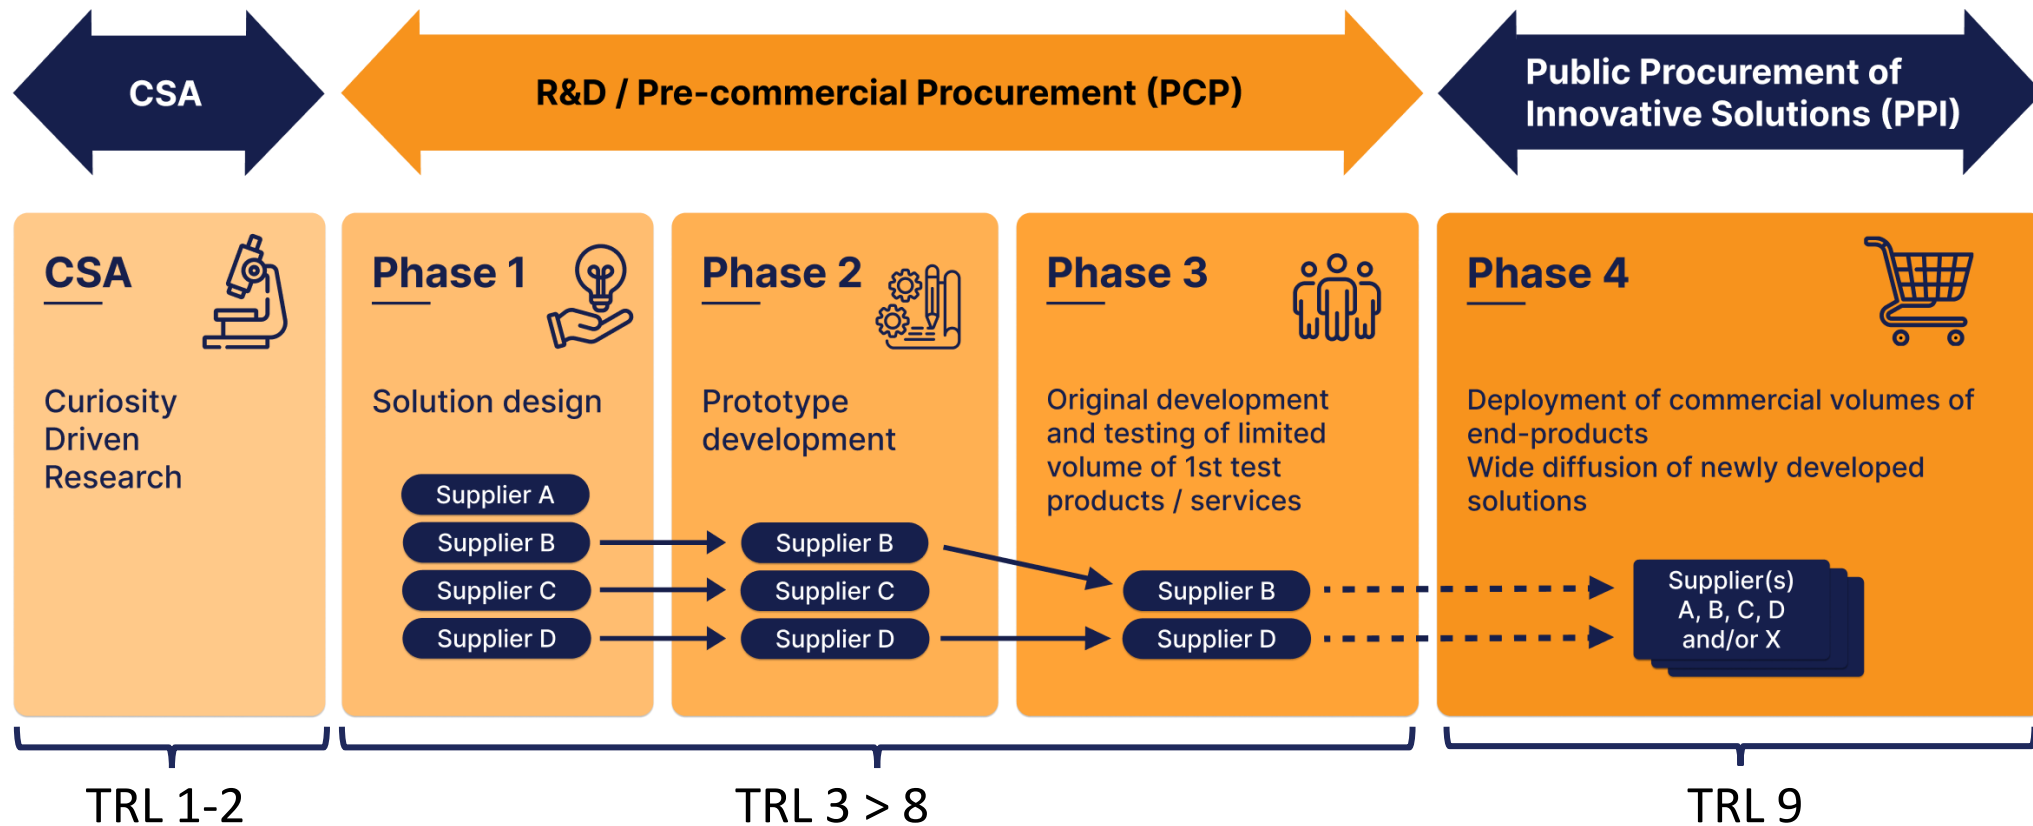 CSA
R&D / Pre-commercial Procurement (PCP)
Public Procurement of
Innovative Solutions (PPI)
CSA
Curiosity
Driven
Research
Phase 1
Solution design
Supplier A
Supplier B
Supplier C
Supplier D
Phase 2
Prototype
development
Supplier B
Supplier C
Supplier D
Phase 3
Original development
and testing of limited
volume of 1st test
products / services
Supplier B
Supplier D
Phase 4
Deployment of commercial volumes of
end-products
Wide diffusion of newly developed
solutions
Supplier(s)
A, B, C, D
and/or X
TRL 1-2
TRL 3 > 8
TRL 9